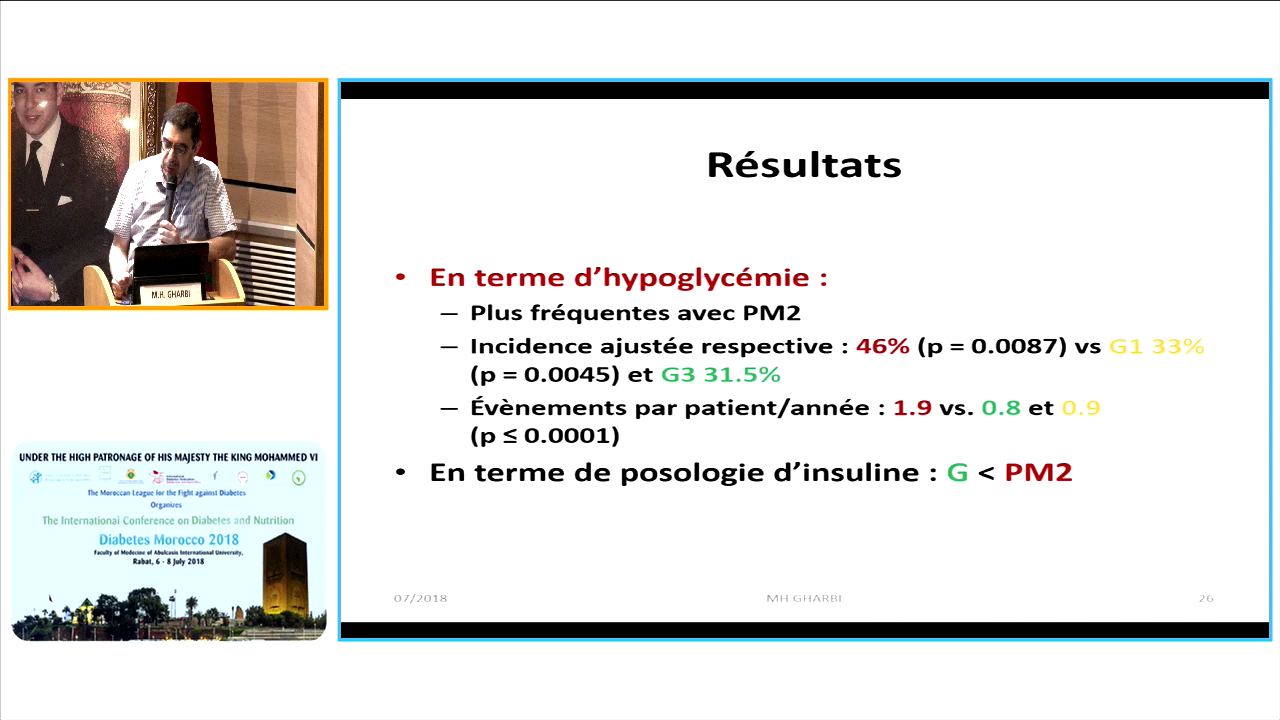 M.H. GHARBI
Résultats
• En terme d'hypoglycémie :
– Plus fréquentes avec PM2
– Incidence ajustée respective : 46% (p = 0.0087) vs G1 33%
(p = 0.0045) et G3 31.5%
– Évènements par patient/année : 1.9 vs. 0.8 et 0.9
(p ≤ 0.0001)
• En terme de posologie d'insuline : G < PM2
07/2018 MH GHARBI 26
UNDER THE HIGH PATRONAGE OF HIS MAJESTY THE KING MOHAMMED VI
The Moroccan League for the Fight against Diabetes
Organizes
The International Conference on Diabetes and Nutrition
Diabetes Morocco 2018
Faculty of Medecine of Abulcasis International University,
Rabat, 6 - 8 July 2018